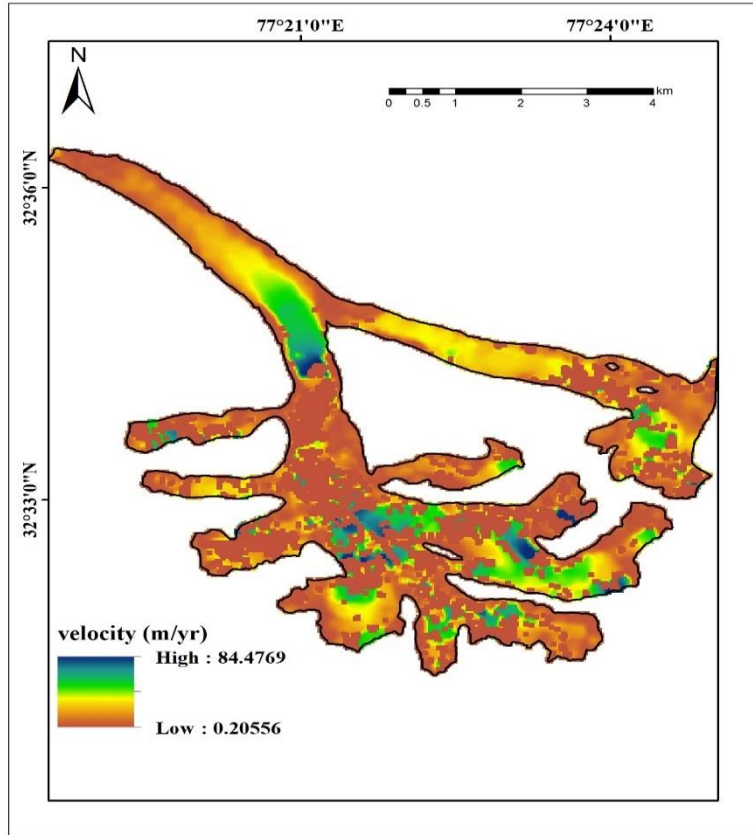 77°21'0"E 77°24'0"E
N
km
0 0.5 1 2 3 4
32°36'0"N
32°33'0"N
velocity (m/yr)
High : 84.4769
Low : 0.20556